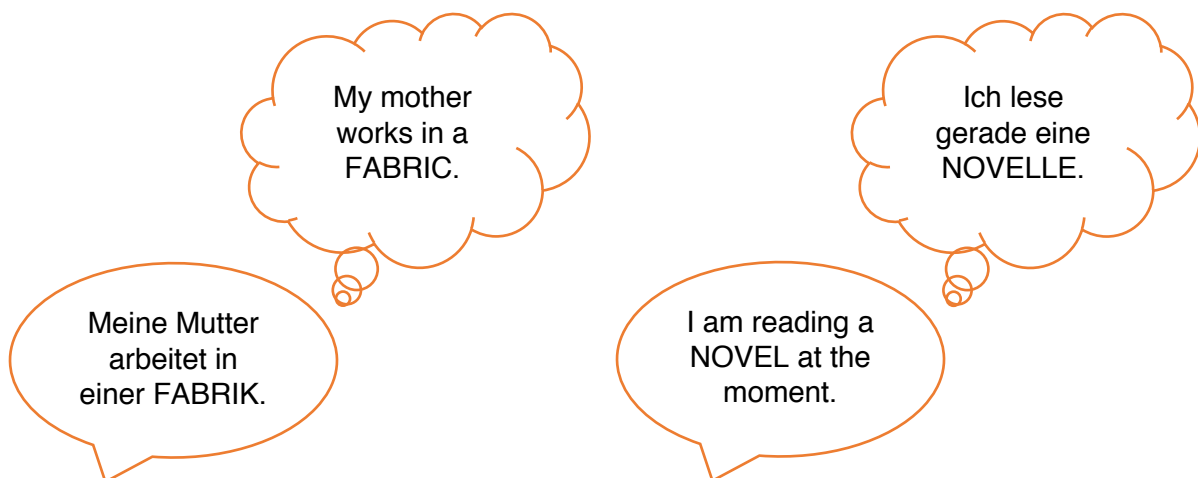 My mother
works in a
FABRIC.
Meine Mutter
arbeitet in
einer FABRIK.
Ich lese
gerade eine
NOVELLE.
I am reading a
NOVEL at the
moment.